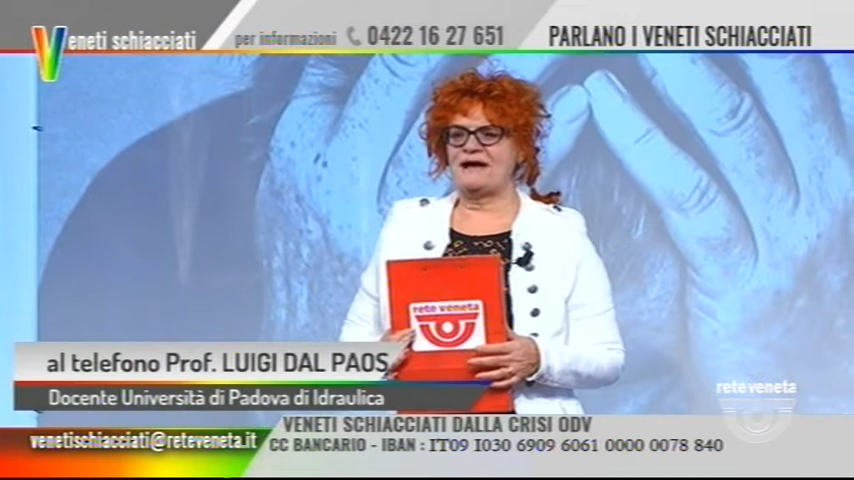 Veneti schiacciati
per informazioni 0422 16 27 651
PARLANO I VENETI SCHIACCIATI
rete veneta
al telefono Prof. LUIGI DAL PAOS
Docente Università di Padova di Idraulica
rete veneta
venetischiacciati@reteveneta.it
VENETI SCHIACCIATI DALLA CRISI ODV
CC BANCARIO - IBAN : IT09 I030 6909 6061 0000 0078 840